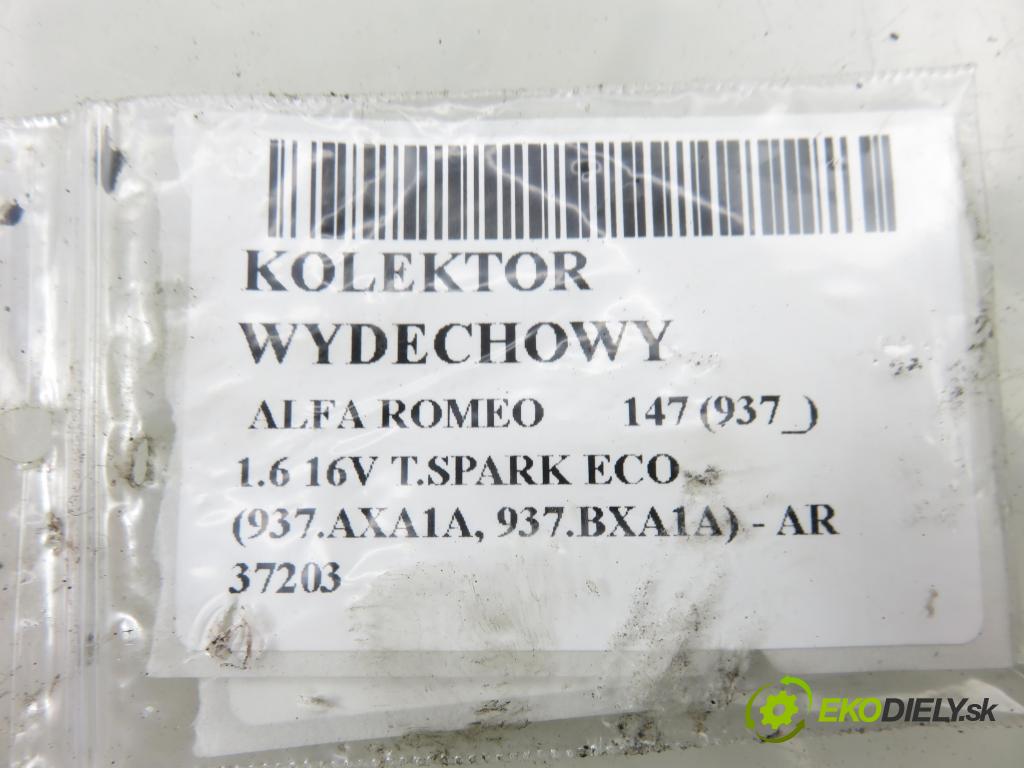 KOLEKTOR
WYDECHOWY
ALFA ROMEO 147 (937_)
1.6 16V T.SPARK ECO
(937.AXA1A, 937.BXA1A) - AR
37203
EKODIELY.sk